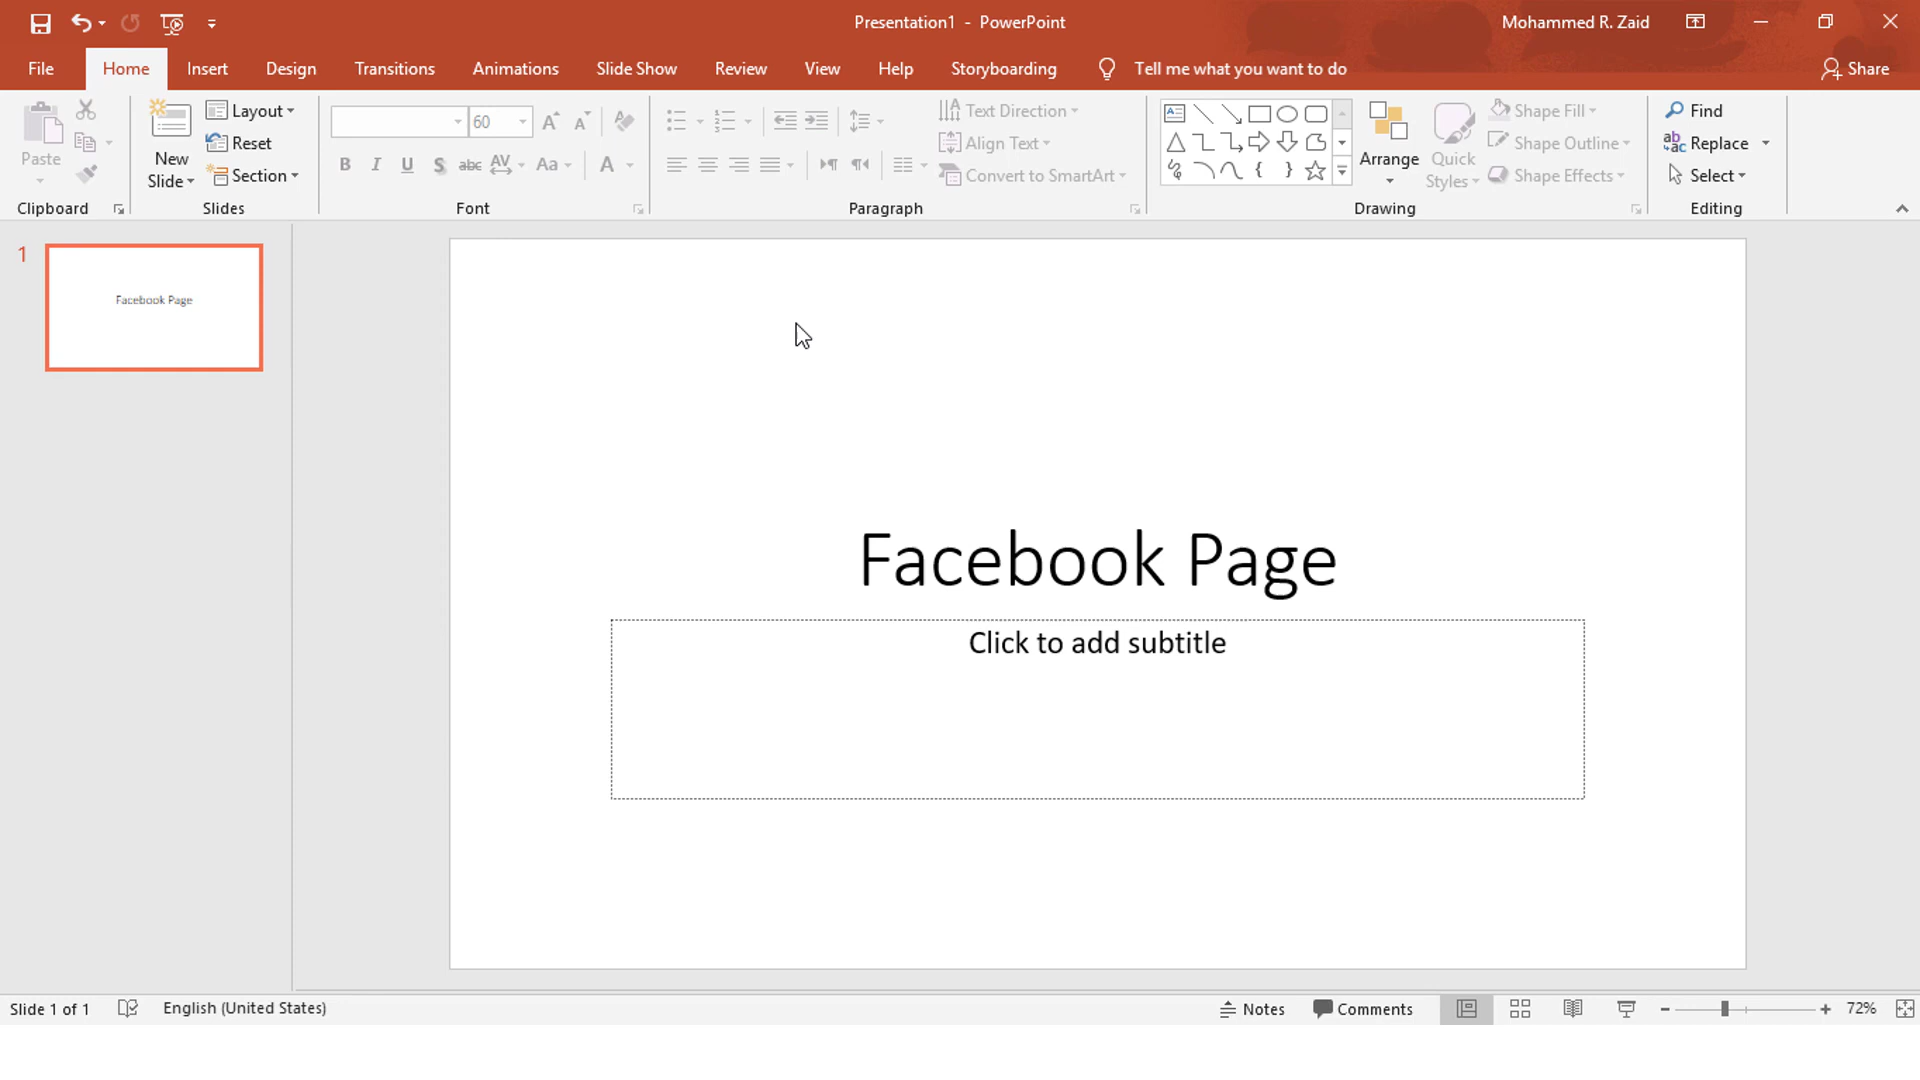 Presentation1 - PowerPoint
Mohammed R. Zaid
File Home Insert Design Transitions Animations Slide Show Review View Help Storyboarding Tell me what you want to do Share
Paste
Clipboard
New Slide
Layout
Reset
Section
Slides
60
B I U S abc AV Aa A
Font
Text Direction
Align Text
Convert to SmartArt
Paragraph
Arrange
Quick Styles
Shape Fill
Shape Outline
Shape Effects
Drawing
Find
Replace
Select
Editing
1
Facebook Page
Facebook Page
Click to add subtitle
Slide 1 of 1
English (United States)
Notes
Comments
72%